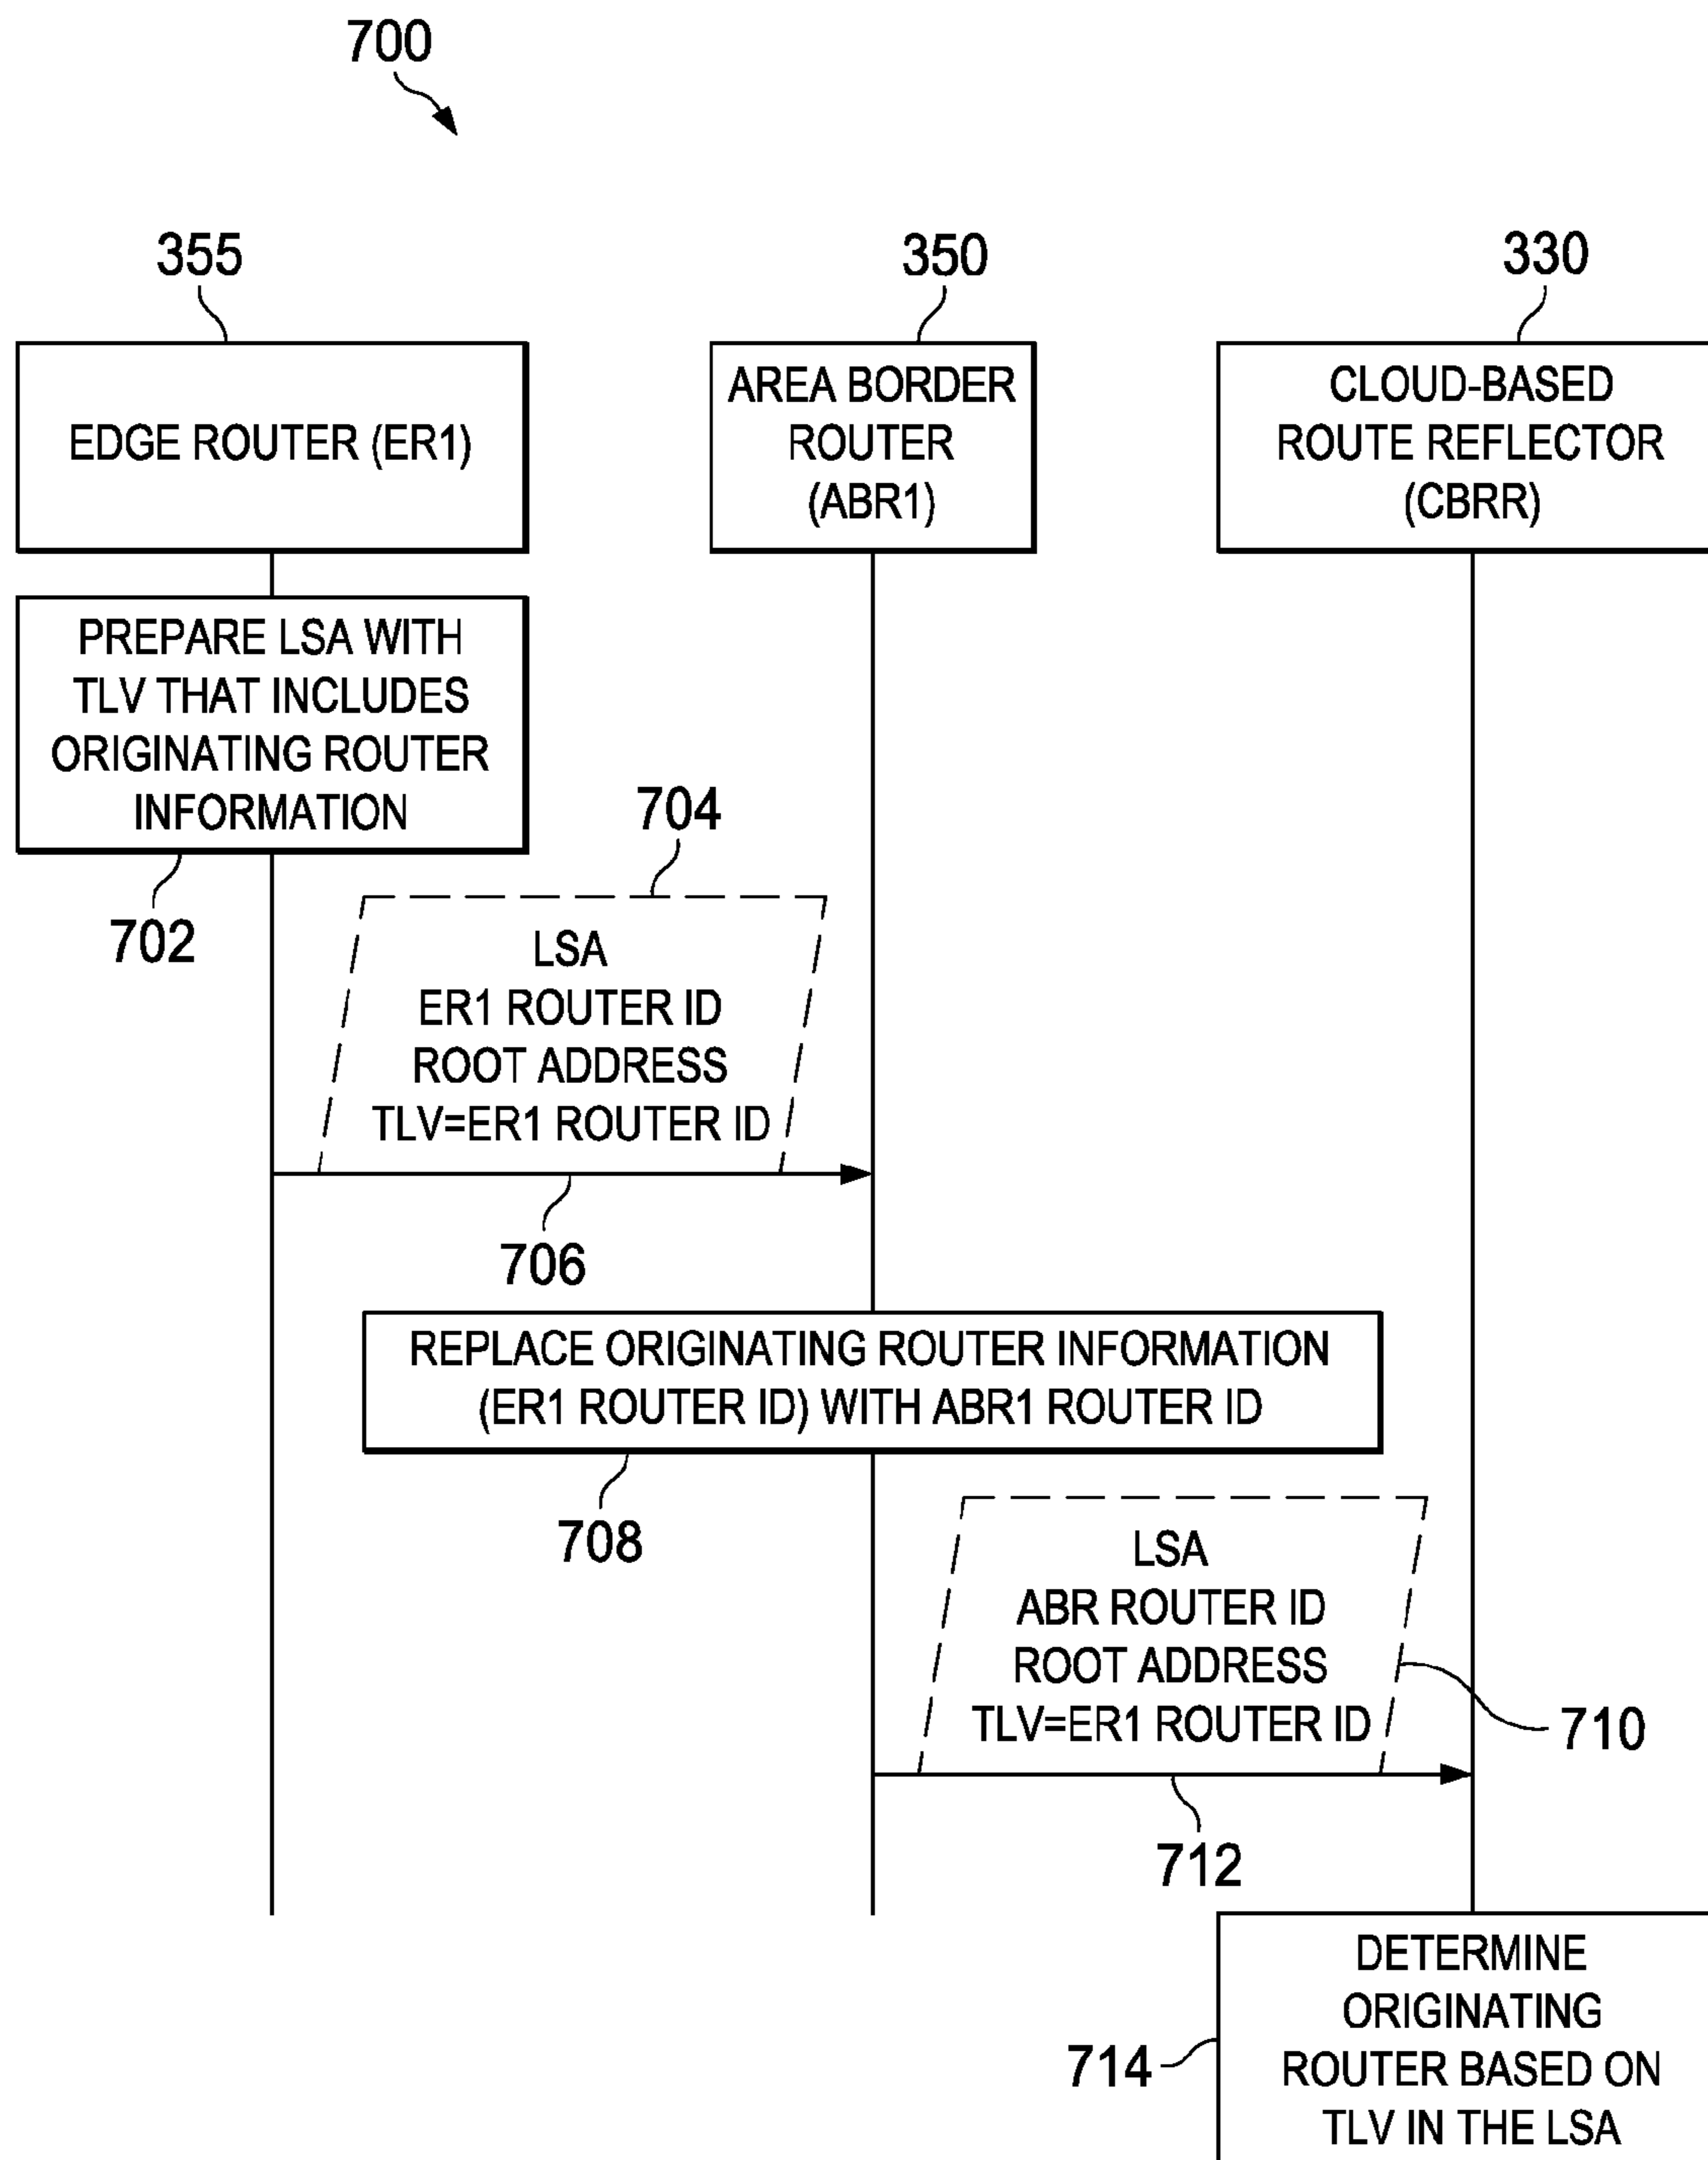 700
355
350
330
EDGE ROUTER (ER1)
AREA BORDER
ROUTER
(ABR1)
CLOUD-BASED
ROUTE REFLECTOR
(CBRR)
PREPARE LSA WITH
TLV THAT INCLUDES
ORIGINATING ROUTER
INFORMATION
702
704
LSA
ER1 ROUTER ID
ROOT ADDRESS
TLV=ER1 ROUTER ID
706
REPLACE ORIGINATING ROUTER INFORMATION
(ER1 ROUTER ID) WITH ABR1 ROUTER ID
708
LSA
ABR ROUTER ID
ROOT ADDRESS
TLV=ER1 ROUTER ID
710
712
DETERMINE
ORIGINATING
ROUTER BASED ON
TLV IN THE LSA
714